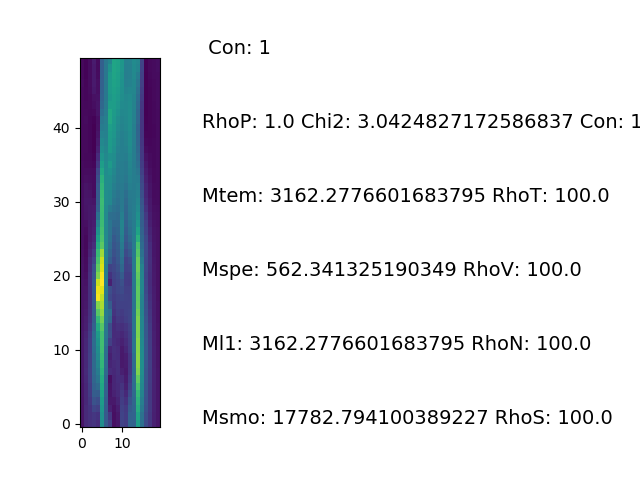 Con: 1
RhoP: 1.0 Chi2: 3.0424827172586837 Con: 1
40
Mtem: 3162.2776601683795 RhoT: 100.0
30
Mspe: 562.341325190349 RhoV: 100.0
20
Ml1: 3162.2776601683795 RhoN: 100.0
10
Msmo: 17782.794100389227 RhoS: 100.0
0
0 10